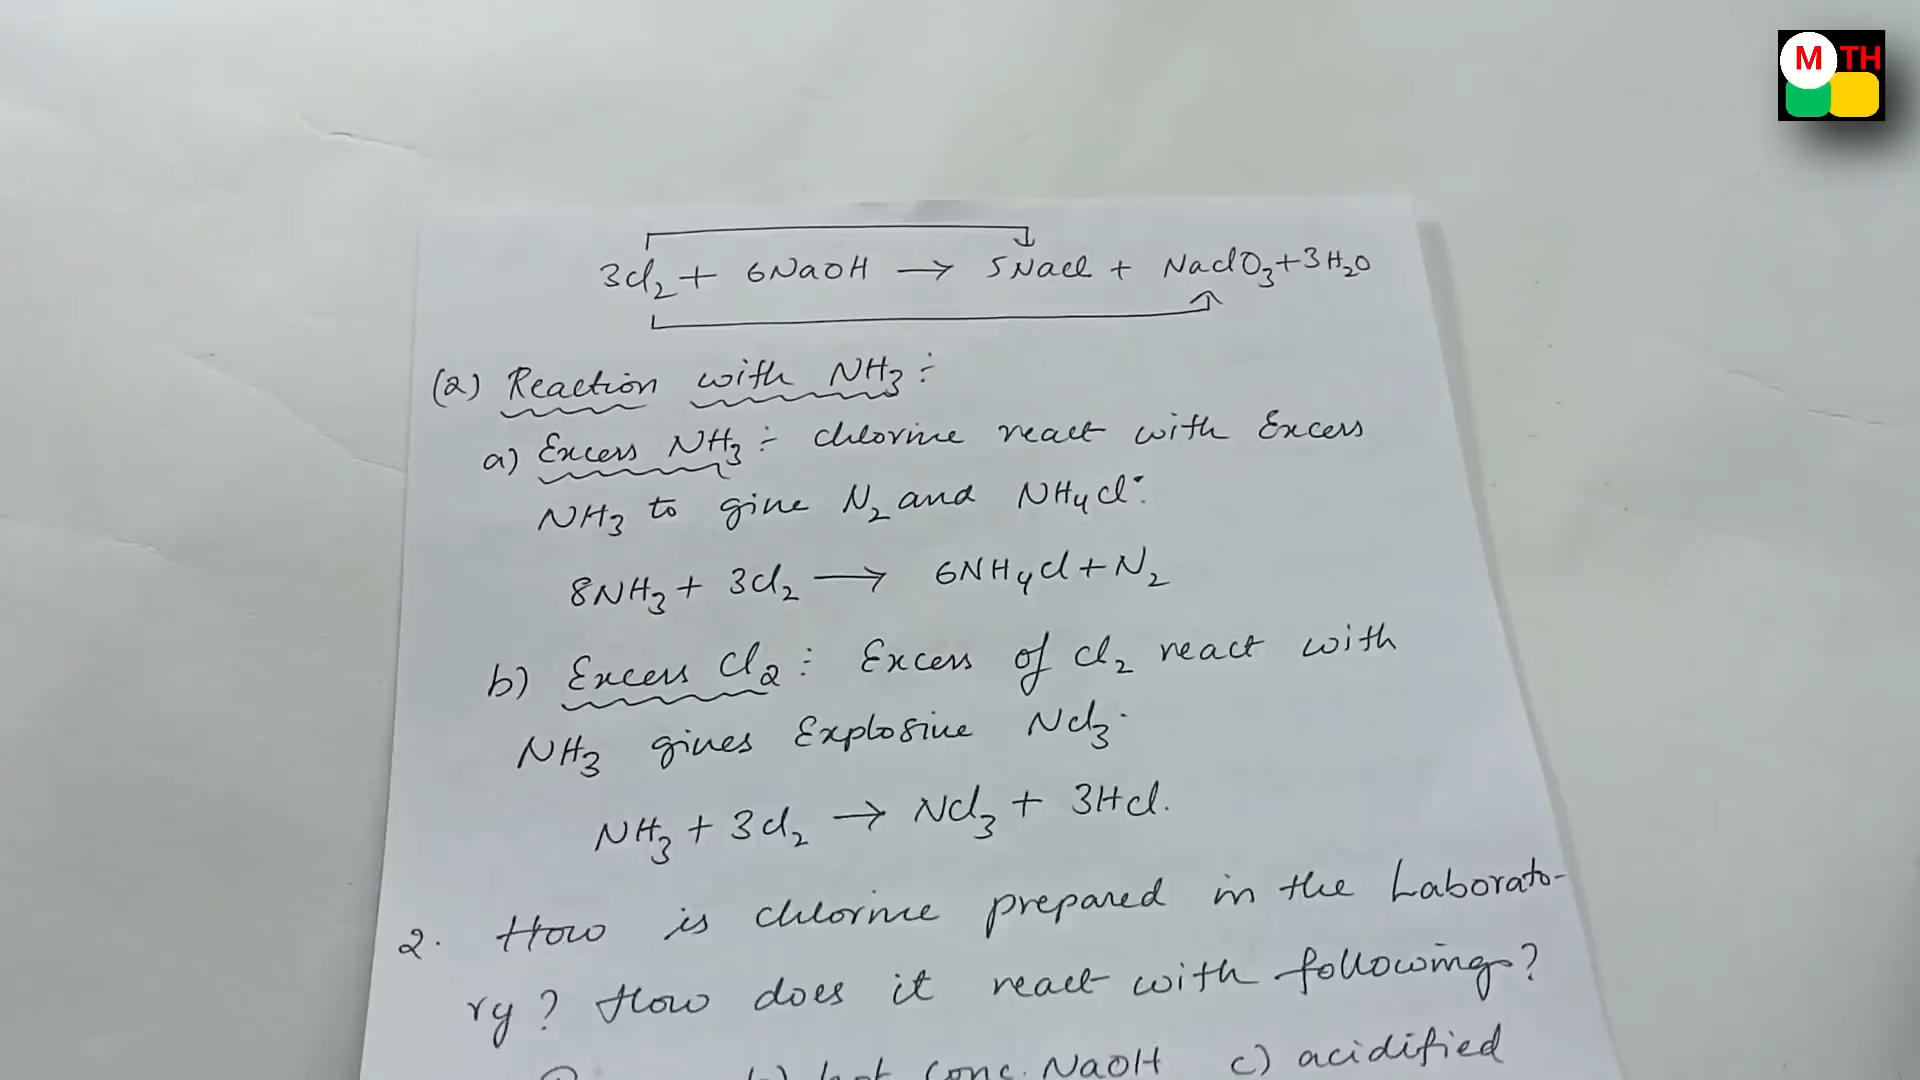 M TH
3Cl₂ + 6NaOH → 5NaCl + NaClO₃ + 3H₂O
(2) Reaction with NH₃ :
a) Excess NH₃ : chlorine react with Excess
NH₃ to give N₂ and NH₄Cl.
8NH₃ + 3Cl₂ → 6NH₄Cl + N₂
b) Excess Cl₂ : Excess of Cl₂ react with
NH₃ gives Explosive NCl₃.
NH₃ + 3Cl₂ → NCl₃ + 3HCl.
2. How is chlorine prepared in the Laborato-
ry? How does it react with following?
b) hot conc. NaOH c) acidified